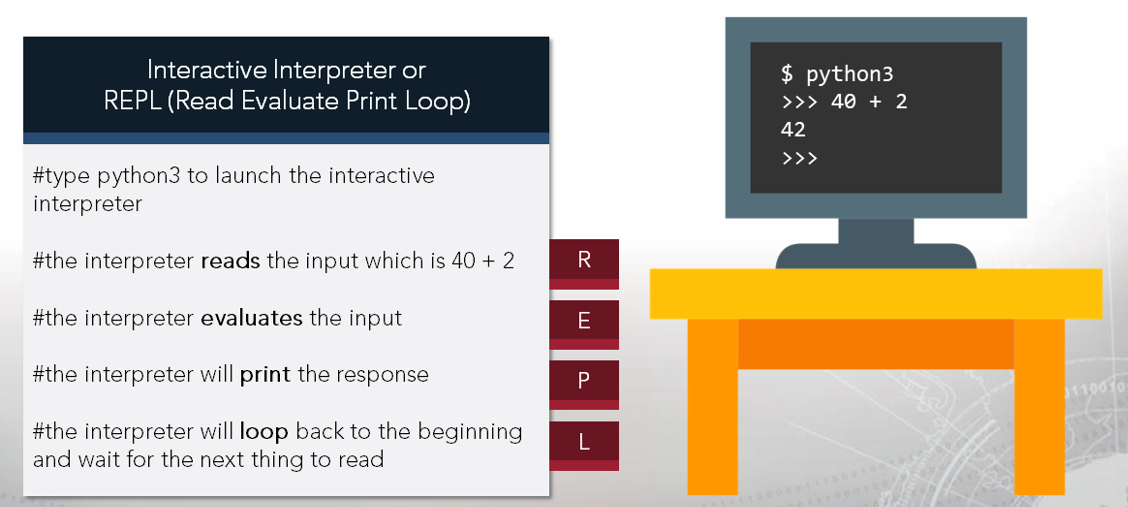 Interactive Interpreter or
REPL (Read Evaluate Print Loop)
#type python3 to launch the interactive
interpreter
#the interpreter reads the input which is 40 + 2
R
#the interpreter evaluates the input
E
#the interpreter will print the response
P
#the interpreter will loop back to the beginning
and wait for the next thing to read
L
$ python3
>>> 40 + 2
42
>>>